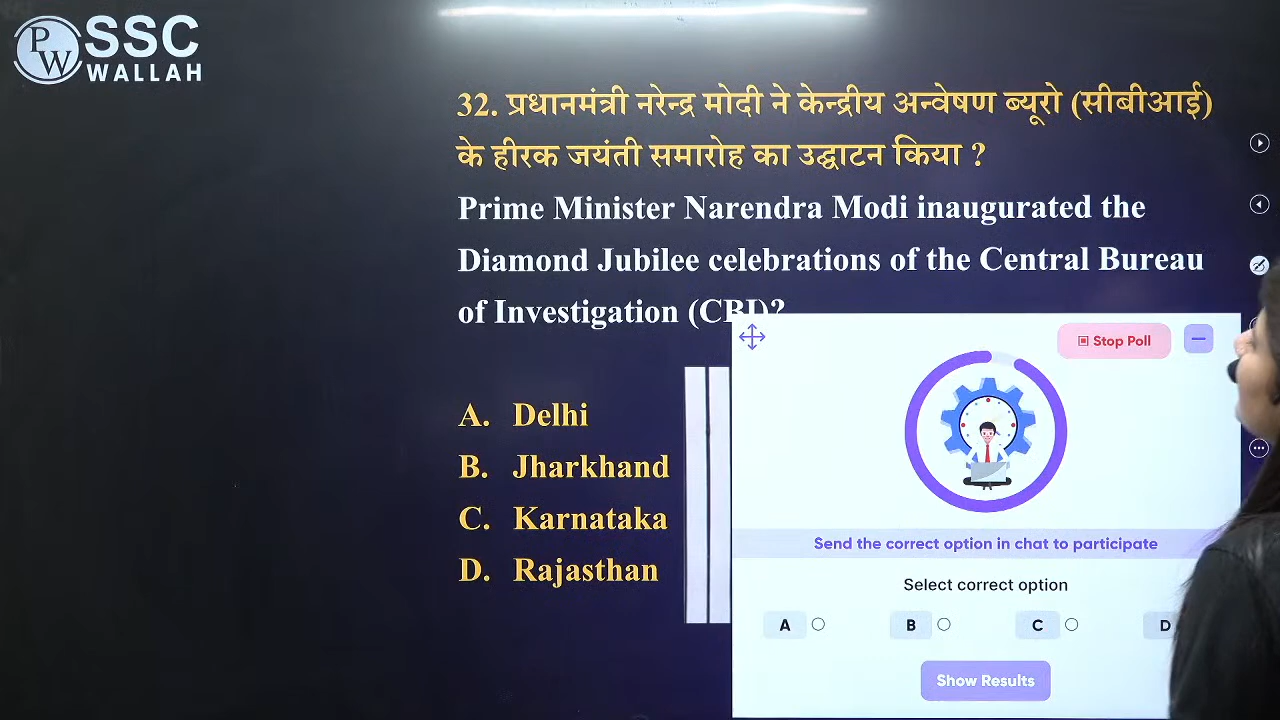 PW SSC
WALLAH
32. प्रधानमंत्री नरेन्द्र मोदी ने केन्द्रीय अन्वेषण ब्यूरो (सीबीआई)
के हीरक जयंती समारोह का उद्घाटन किया ?
Prime Minister Narendra Modi inaugurated the
Diamond Jubilee celebrations of the Central Bureau
of Investigation (CBI)?
A. Delhi
B. Jharkhand
C. Karnataka
D. Rajasthan
Stop Poll
Send the correct option in chat to participate
Select correct option
A B C D
Show Results